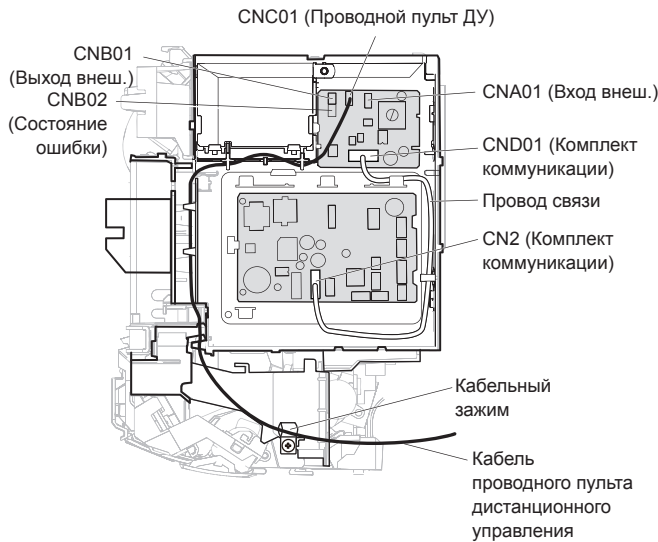 CNC01 (Проводной пульт ДУ)
CNB01
(Выход внеш.)
CNB02
(Состояние
ошибки)
CNA01 (Вход внеш.)
CND01 (Комплект
коммуникации)
Провод связи
CN2 (Комплект
коммуникации)
Кабельный
зажим
Кабель
проводного пульта
дистанционного
управления